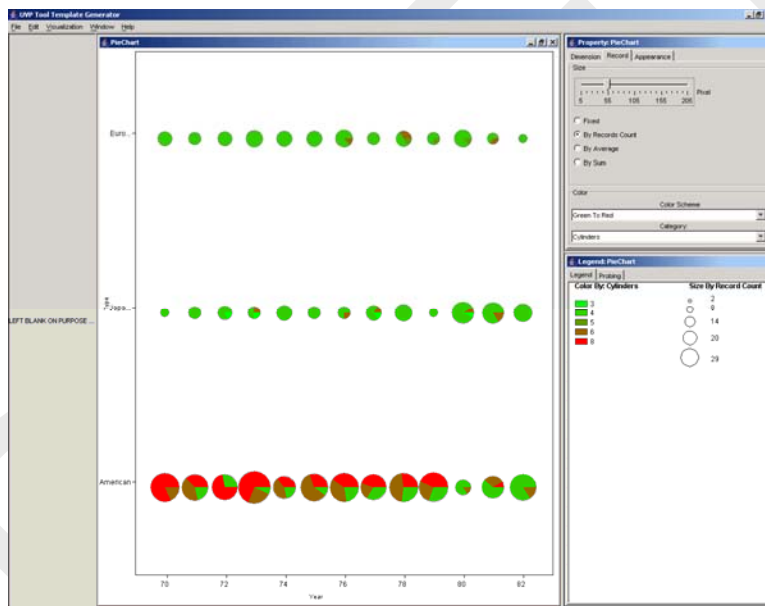 UVP Tool Template Generator
File Edit Visualization Window Help
PieChart
Euro...
Type
Japa...
American
70 72 74 76 78 80 82
Year
LEFT BLANK ON PURPOSE ...
Property: PieChart
Dimension Record Appearance
Size
5 55 105 155 205 Pixel
Fixed
By Records Count
By Average
By Sum
Color
Color Scheme
Green To Red
Category:
Cylinders
Legend: PieChart
Legend Probing
Color By: Cylinders Size By Record Count
3 2
4 9
5 14
6 20
8 29